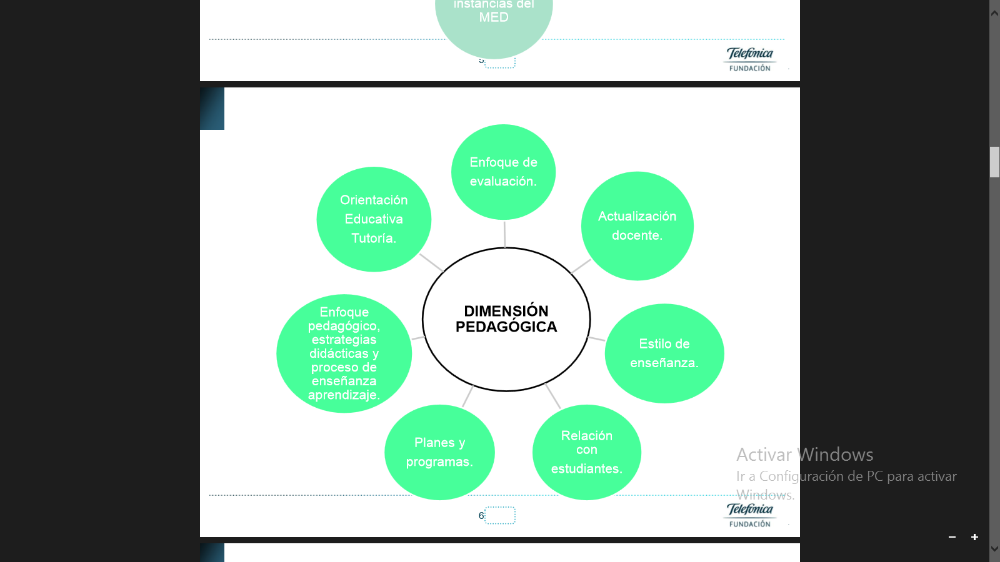 instancias del
MED
5
Telefónica
FUNDACIÓN
Enfoque de
evaluación.
Orientación
Educativa
Tutoría.
Actualización
docente.
Enfoque
pedagógico,
estrategias
didácticas y
proceso de
enseñanza
aprendizaje.
DIMENSIÓN
PEDAGÓGICA
Estilo de
enseñanza.
Planes y
programas.
Relación
con
estudiantes.
Activar Windows
Ir a Configuración de PC para activar
Windows.
6
Telefónica
FUNDACIÓN